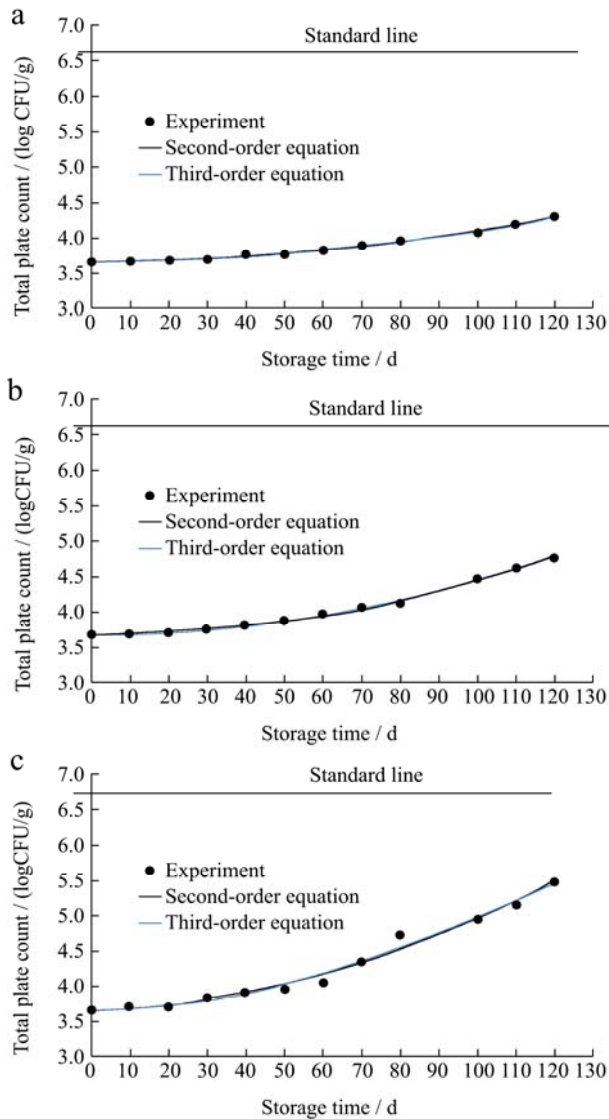 a
7.0
Standard line
6.5
6.0
5.5
Experiment
Second-order equation
5.0
Third-order equation
4.5
4.0
3.5
3.0
Total plate count / (log CFU/g)
0 10 20 30 40 50 60 70 80 90 100 110 120 130
Storage time / d
b
7.0
Standard line
6.5
6.0
5.5
Experiment
Second-order equation
5.0
Third-order equation
4.5
4.0
3.5
3.0
Total plate count / (logCFU/g)
0 10 20 30 40 50 60 70 80 90 100 110 120 130
Storage time / d
c
7.0
Standard line
6.5
6.0
5.5
Experiment
Second-order equation
5.0
Third-order equation
4.5
4.0
3.5
3.0
Total plate count / (logCFU/g)
0 10 20 30 40 50 60 70 80 90 100 110 120 130
Storage time / d